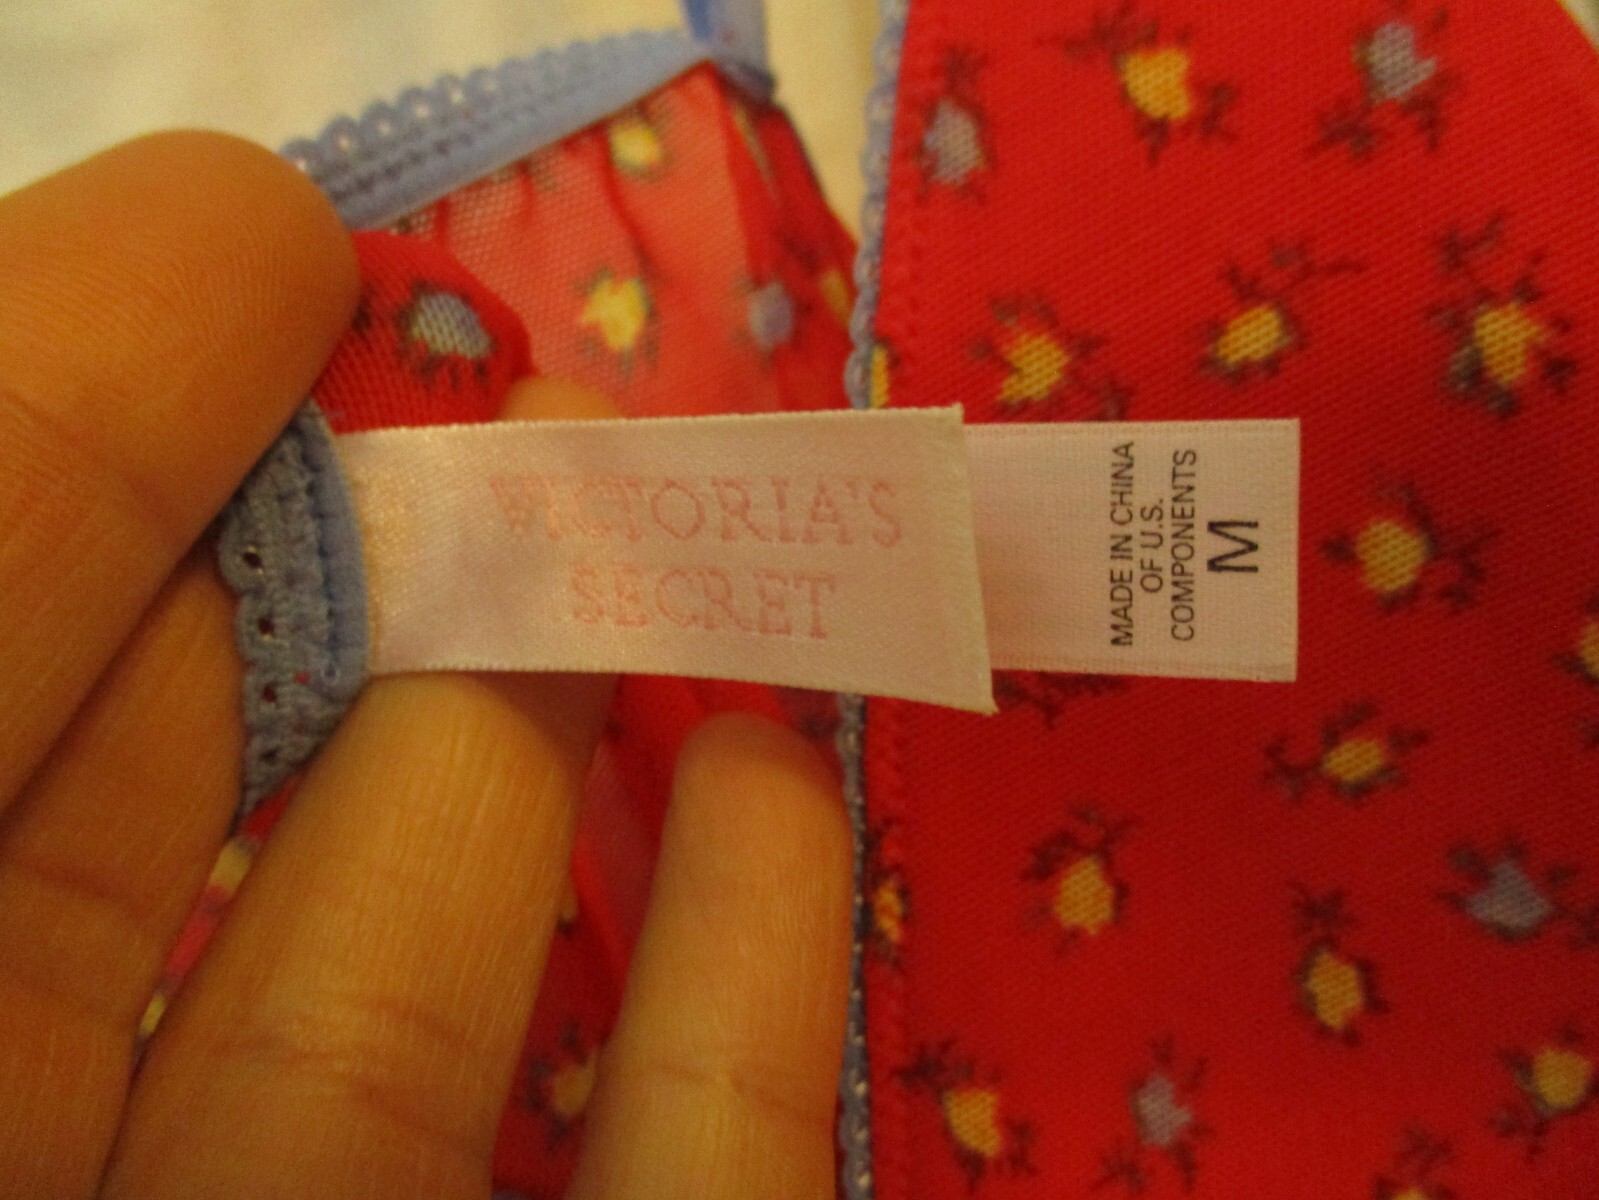 VICTORIA'S
SECRET
MADE IN CHINA
OF U.S.
COMPONENTS
M